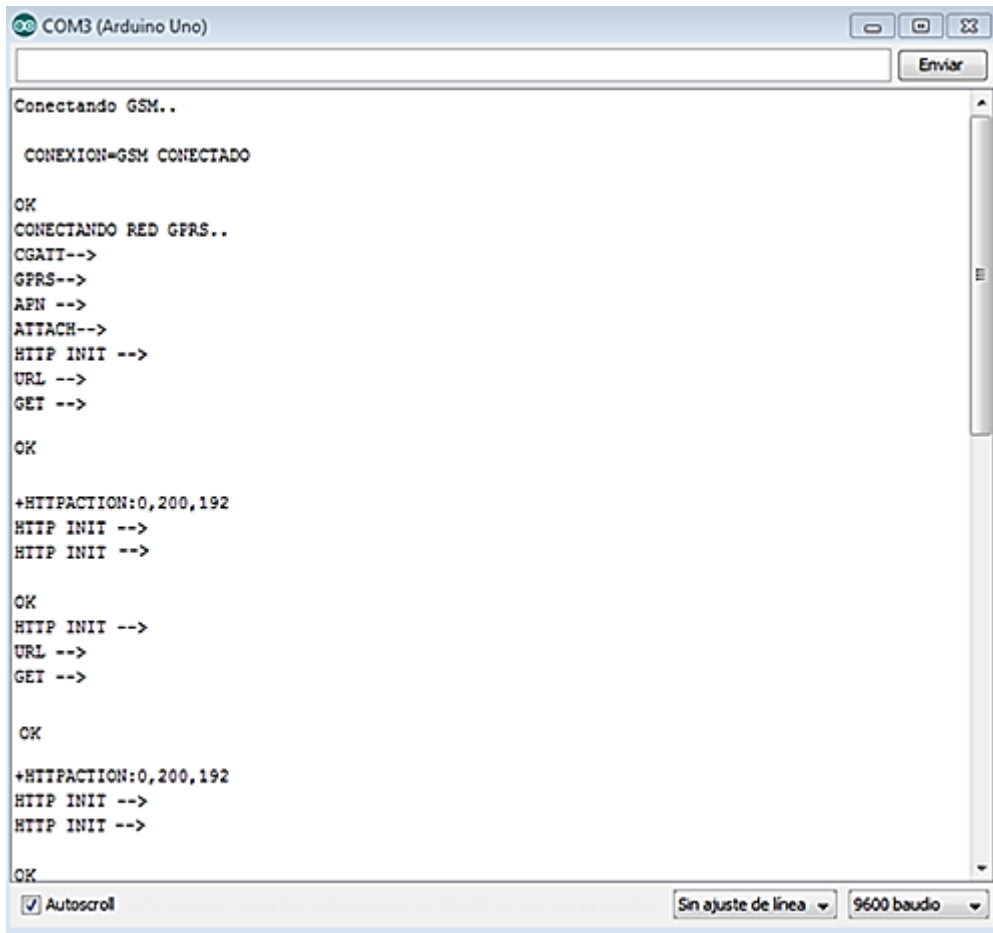 COM3 (Arduino Uno)
Enviar
Conectando GSM..
CONEXION=GSM CONECTADO
OK
CONECTANDO RED GPRS..
CGATT-->
GPRS-->
APN -->
ATTACH-->
HTTP INIT -->
URL -->
GET -->
OK
+HTTPACTION:0,200,192
HTTP INIT -->
HTTP INIT -->
OK
HTTP INIT -->
URL -->
GET -->
OK
+HTTPACTION:0,200,192
HTTP INIT -->
HTTP INIT -->
OK
Autoscroll
Sin ajuste de línea
9600 baudio